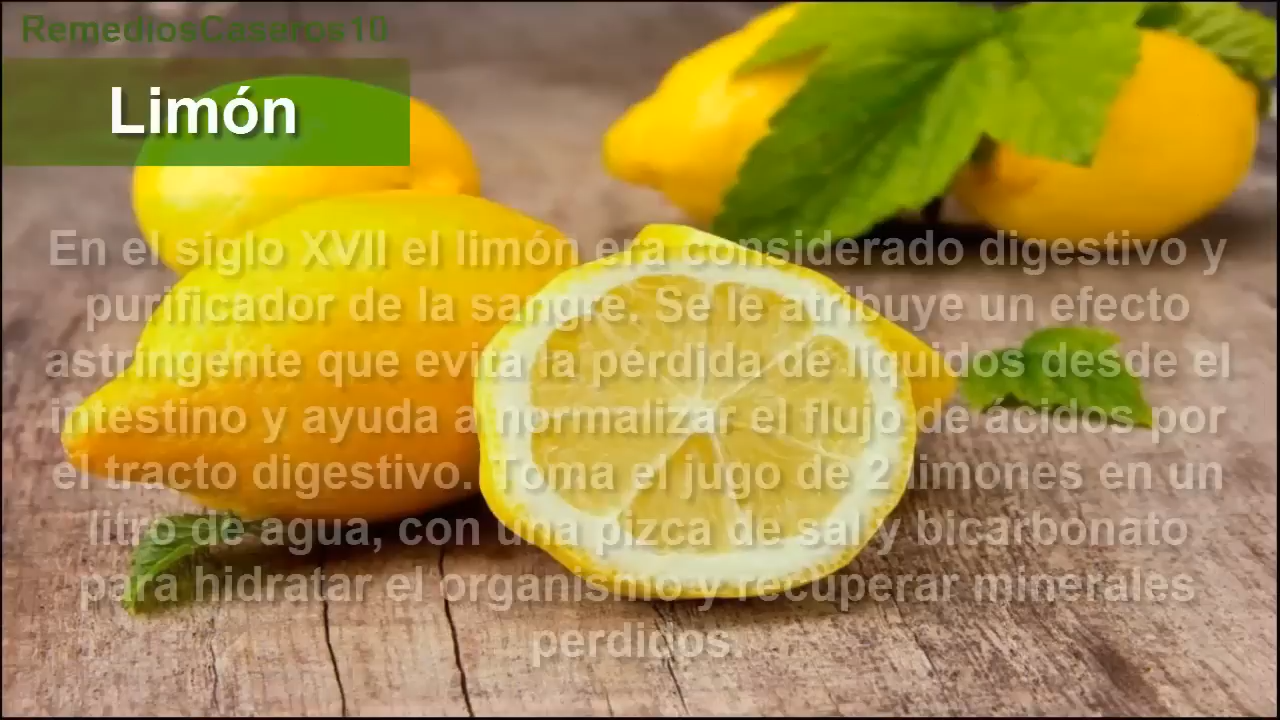 RemediosCaseros10
Limón
En el siglo XVII el limón era considerado digestivo y
purificador de la sangre. Se le atribuye un efecto
astringente que evita la pérdida de líquidos desde el
intestino y ayuda a normalizar el flujo de ácidos por
el tracto digestivo. Toma el jugo de 2 limones en un
litro de agua, con una pizca de sal y bicarbonato
para hidratar el organismo y recuperar minerales
perdidos.